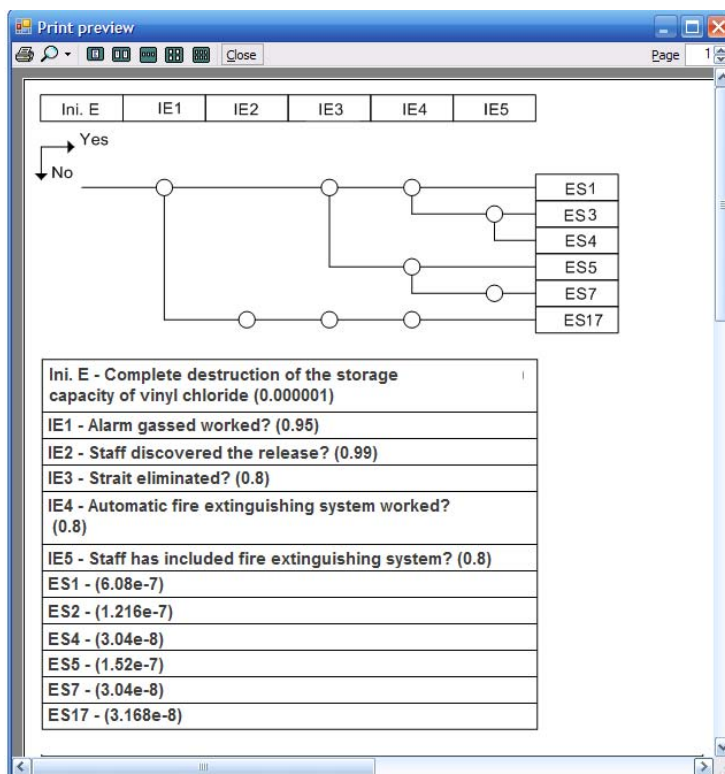 Print preview
Close
Page 1
Ini. E IE1 IE2 IE3 IE4 IE5
Yes
No
ES1
ES3
ES4
ES5
ES7
ES17
Ini. E - Complete destruction of the storage
capacity of vinyl chloride (0.000001)
IE1 - Alarm gassed worked? (0.95)
IE2 - Staff discovered the release? (0.99)
IE3 - Strait eliminated? (0.8)
IE4 - Automatic fire extinguishing system worked?
(0.8)
IE5 - Staff has included fire extinguishing system? (0.8)
ES1 - (6.08e-7)
ES2 - (1.216e-7)
ES4 - (3.04e-8)
ES5 - (1.52e-7)
ES7 - (3.04e-8)
ES17 - (3.168e-8)